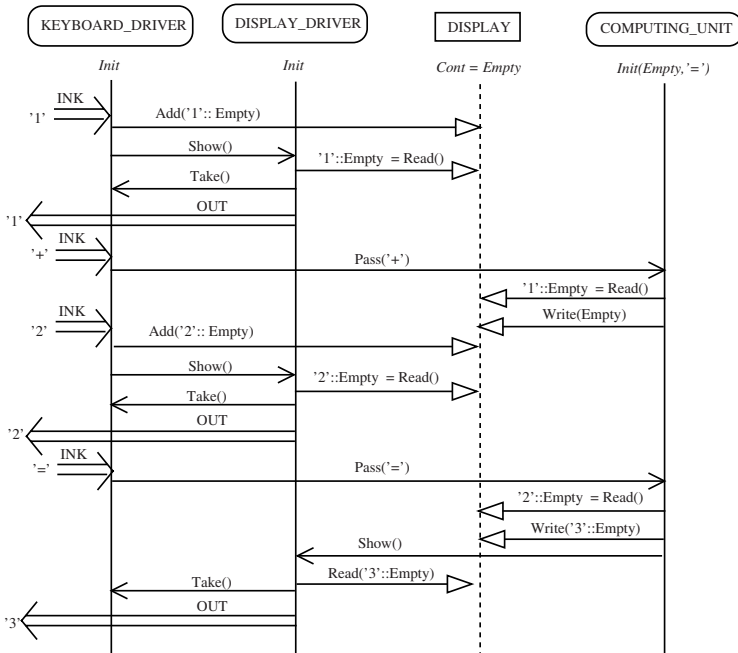 KEYBOARD_DRIVER DISPLAY_DRIVER DISPLAY COMPUTING_UNIT
Init Init Cont = Empty Init(Empty,'=')
INK
'1' Add('1':: Empty)
Show()
'1'::Empty = Read()
Take()
OUT
'1'
INK
'+' Pass('+')
'1'::Empty = Read()
INK Write(Empty)
'2' Add('2':: Empty)
Show()
'2'::Empty = Read()
Take()
OUT
'2'
INK
'=' Pass('=')
'2'::Empty = Read()
Write('3'::Empty)
Show()
Read('3'::Empty)
Take()
OUT
'3'